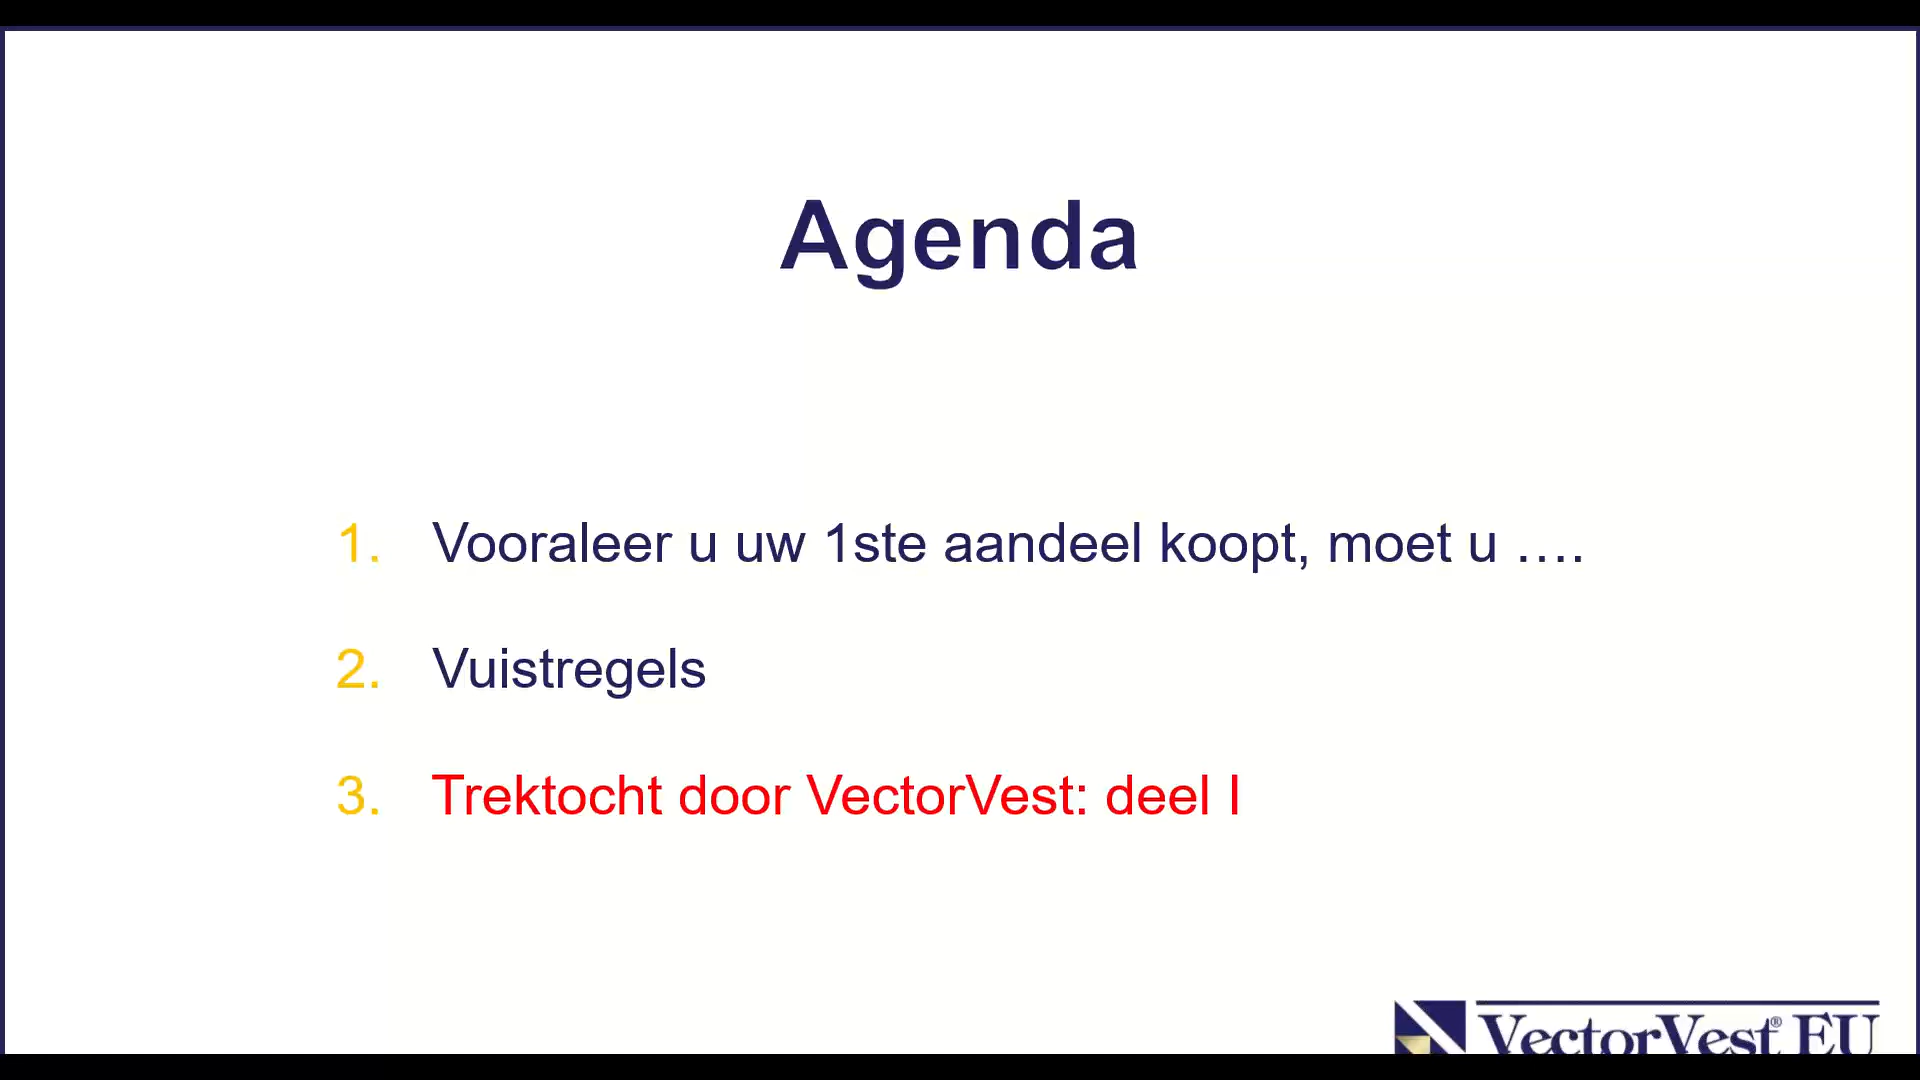 Agenda
1. Vooraleer u uw 1ste aandeel koopt, moet u ….
2. Vuistregels
3. Trektocht door VectorVest: deel I
VectorVest® EU